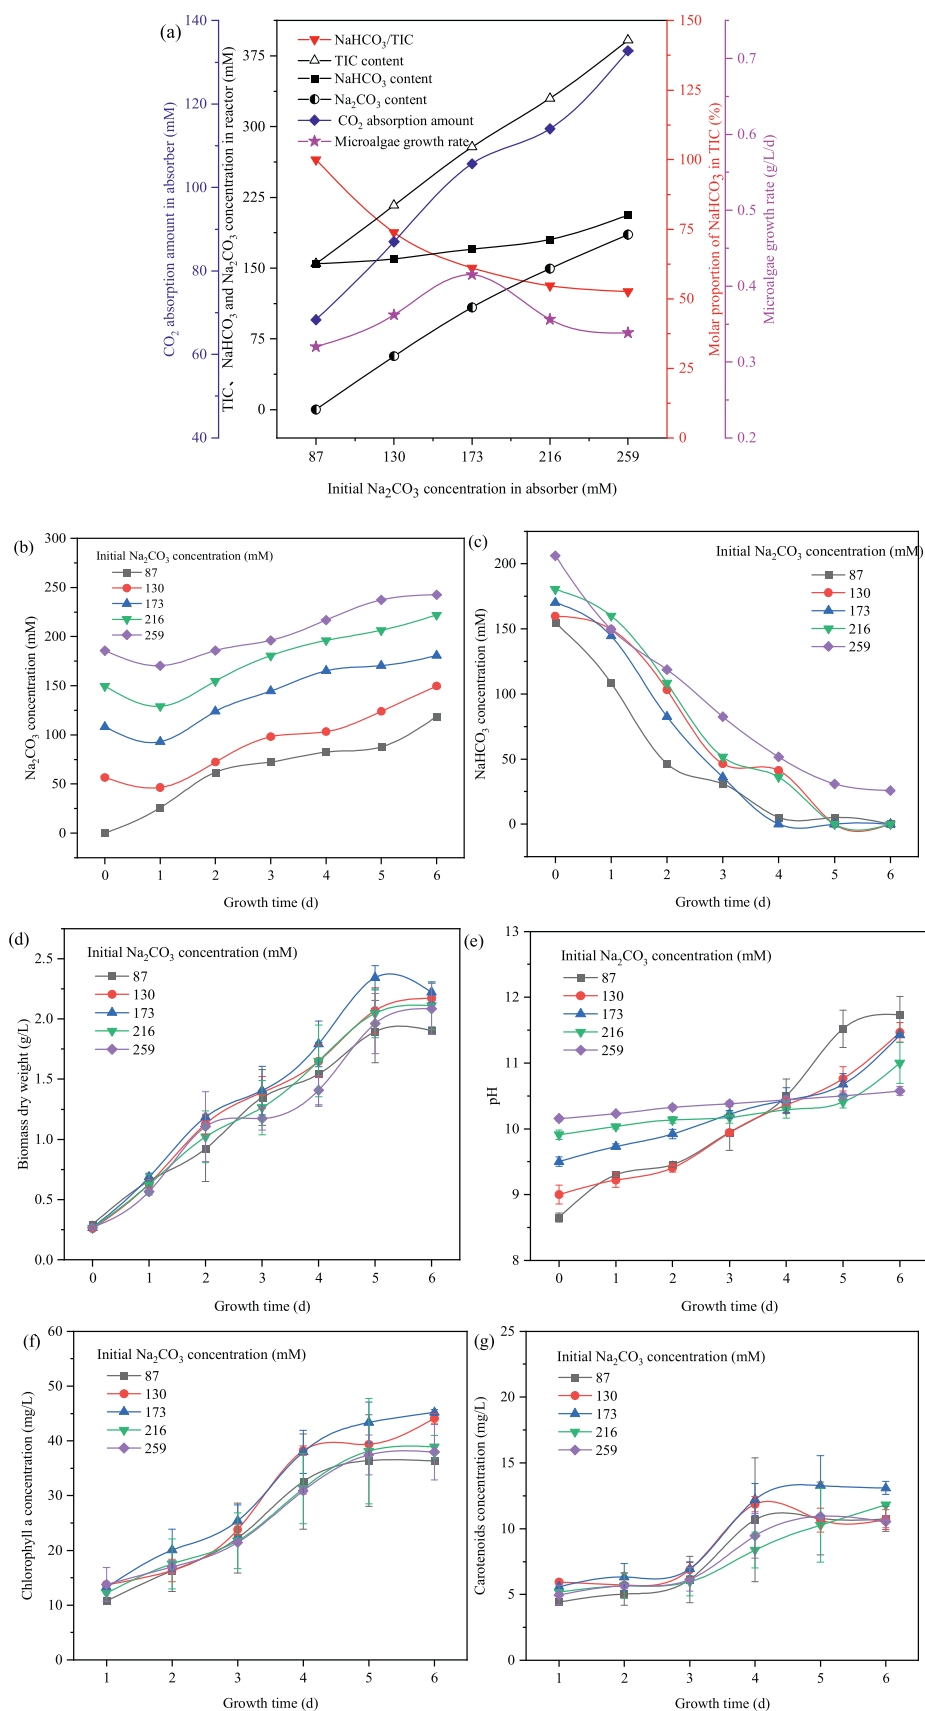 (a)
140
120
100
80
60
40
CO₂ absorption amount in absorber (mM)
375
300
225
150
75
0
TIC、 NaHCO₃ and Na₂CO₃ concentration in reactor (mM)
NaHCO₃/TIC
TIC content
NaHCO₃ content
Na₂CO₃ content
CO₂ absorption amount
Microalgae growth rate
150
125
100
75
50
25
0
Molar proportion of NaHCO₃ in TIC (%)
0.7
0.6
0.5
0.4
0.3
0.2
Microalgae growth rate (g/L/d)
87 130 173 216 259
Initial Na₂CO₃ concentration in absorber (mM)
(b)
Initial Na₂CO₃ concentration (mM)
87
130
173
216
259
300
250
200
150
100
50
0
Na₂CO₃ concentration (mM)
0 1 2 3 4 5 6
Growth time (d)
(c)
Initial Na₂CO₃ concentration (mM)
87
130
173
216
259
200
150
100
50
0
NaHCO₃ concentration (mM)
0 1 2 3 4 5 6
Growth time (d)
(d)
Initial Na₂CO₃ concentration (mM)
87
130
173
216
259
2.5
2.0
1.5
1.0
0.5
0.0
Biomass dry weight (g/L)
0 1 2 3 4 5 6
Growth time (d)
(e)
Initial Na₂CO₃ concentration (mM)
87
130
173
216
259
13
12
11
10
9
8
pH
0 1 2 3 4 5 6
Growth time (d)
(f)
Initial Na₂CO₃ concentration (mM)
87
130
173
216
259
60
50
40
30
20
10
0
Chlorophyll a concentration (mg/L)
1 2 3 4 5 6
Growth time (d)
(g)
Initial Na₂CO₃ concentration (mM)
87
130
173
216
259
25
20
15
10
5
0
Carotenoids concentration (mg/L)
1 2 3 4 5 6
Growth time (d)